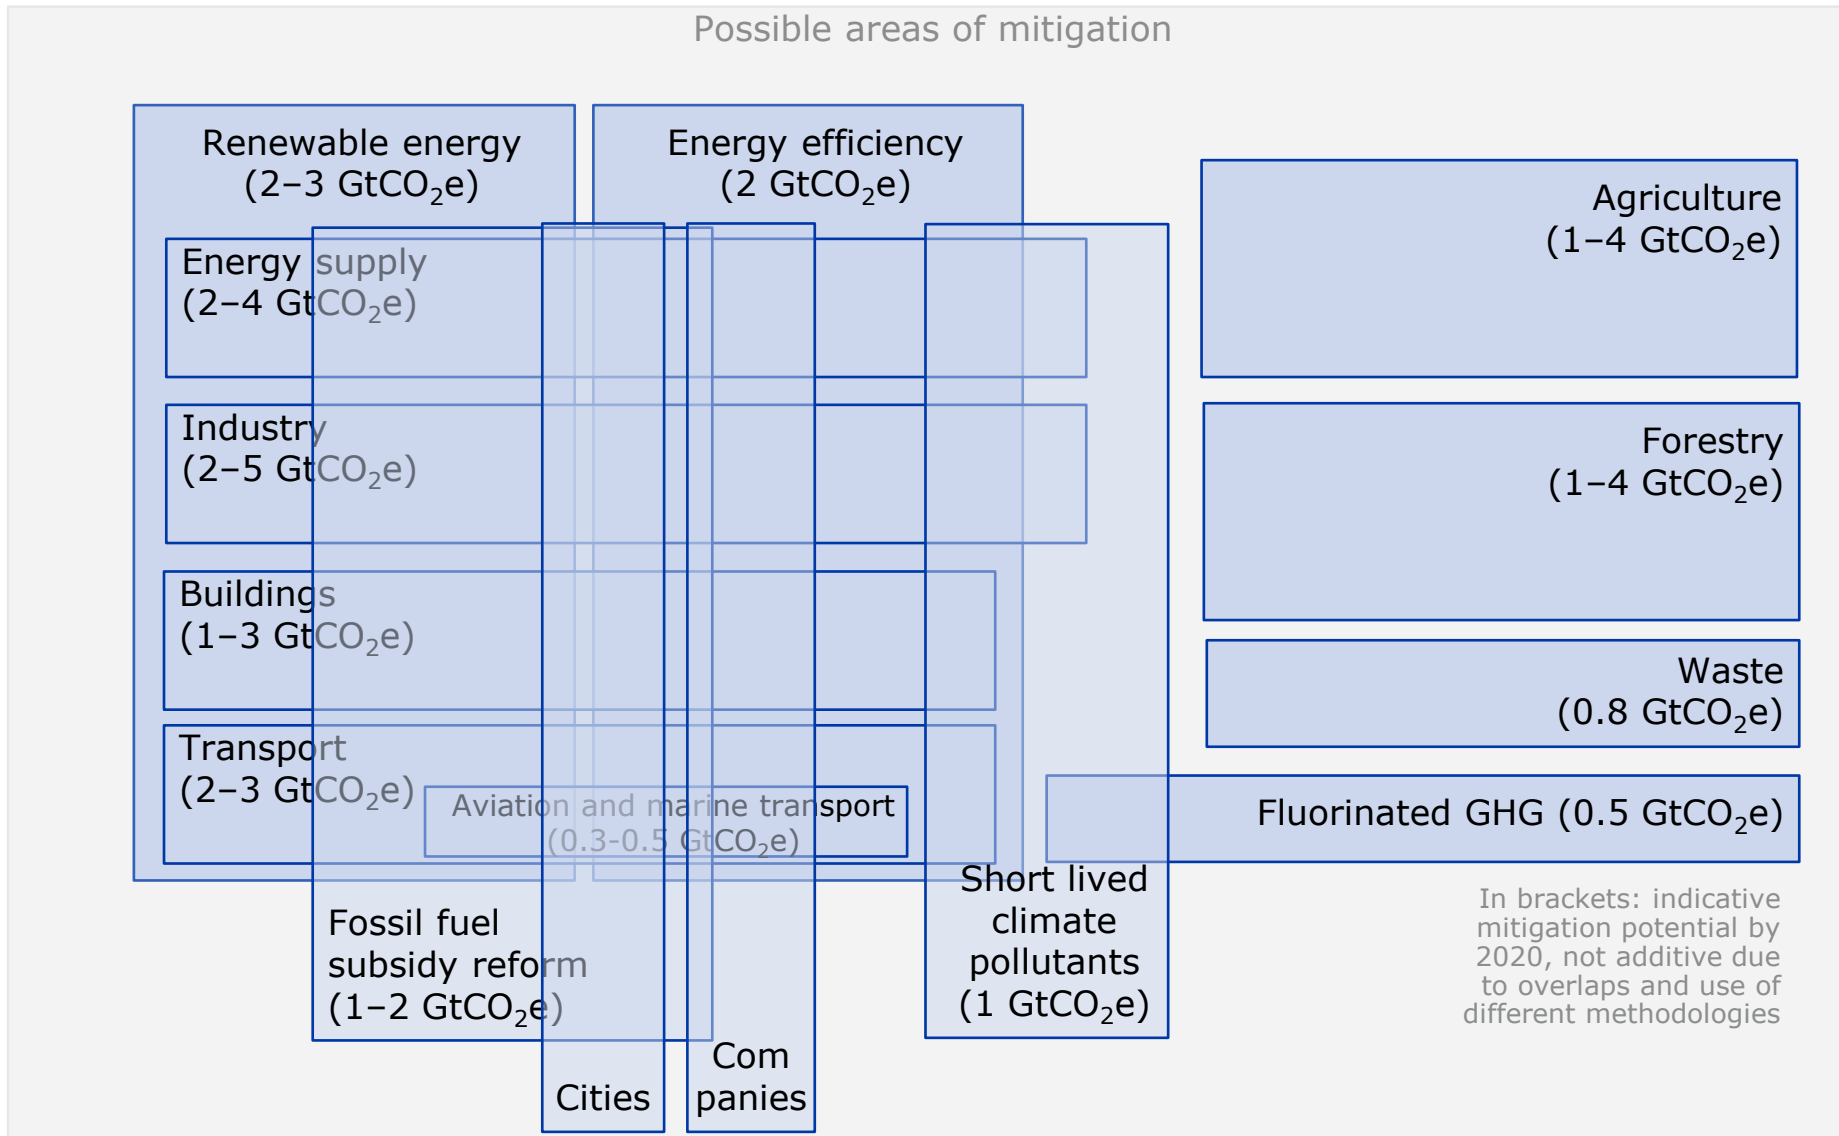 Possible areas of mitigation
Renewable energy
(2–3 GtCO₂e)
Energy efficiency
(2 GtCO₂e)
Energy supply
(2–4 GtCO₂e)
Industry
(2–5 GtCO₂e)
Buildings
(1–3 GtCO₂e)
Transport
(2–3 GtCO₂e)
Aviation and marine transport
(0.3-0.5 GtCO₂e)
Fossil fuel
subsidy reform
(1–2 GtCO₂e)
Cities
Com
panies
Short lived
climate
pollutants
(1 GtCO₂e)
Agriculture
(1–4 GtCO₂e)
Forestry
(1–4 GtCO₂e)
Waste
(0.8 GtCO₂e)
Fluorinated GHG (0.5 GtCO₂e)
In brackets: indicative
mitigation potential by
2020, not additive due
to overlaps and use of
different methodologies